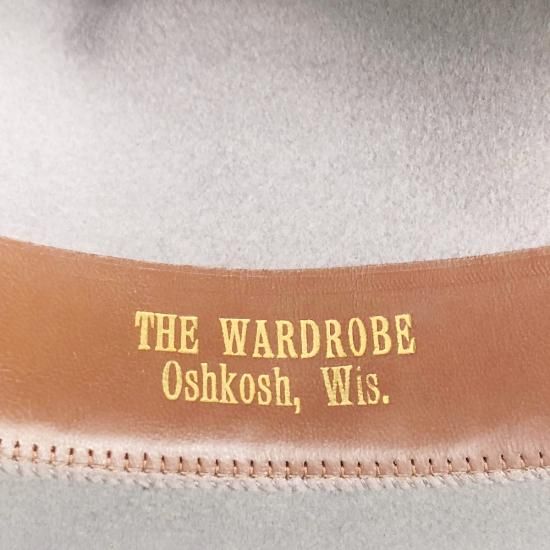 THE WARDROBE
Oshkosh, Wis.